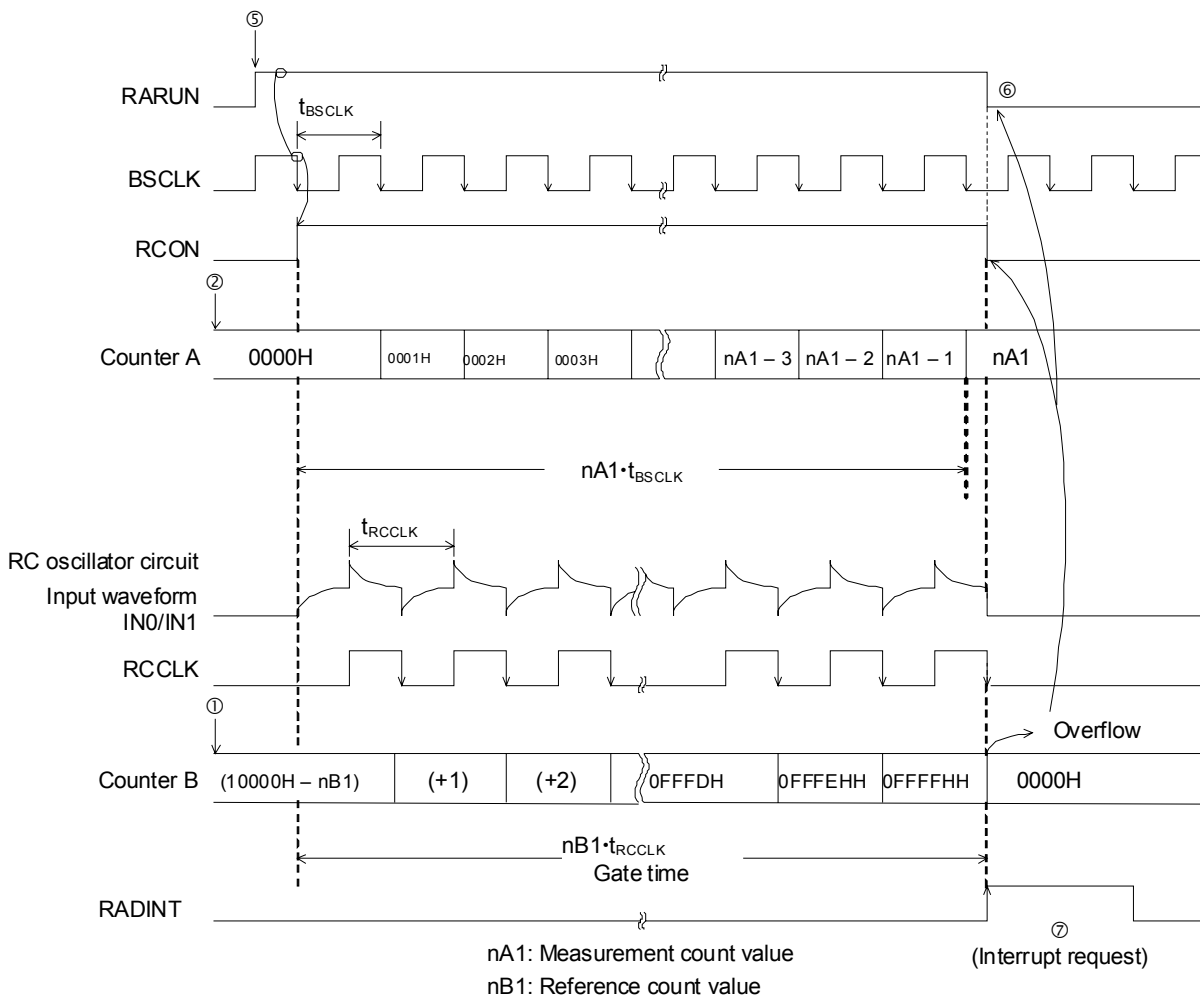 ⑤
RARUN
⑥
tBSCLK
BSCLK
RCON
②
Counter A 0000H 0001H 0002H 0003H nA1 – 3 nA1 – 2 nA1 – 1 nA1
nA1•tBSCLK
tRCCLK
RC oscillator circuit
Input waveform
IN0/IN1
RCCLK
①
Overflow
Counter B (10000H – nB1) (+1) (+2) 0FFFDH 0FFFEHH 0FFFFHH 0000H
nB1•tRCCLK
Gate time
RADINT
⑦
(Interrupt request)
nA1: Measurement count value
nB1: Reference count value